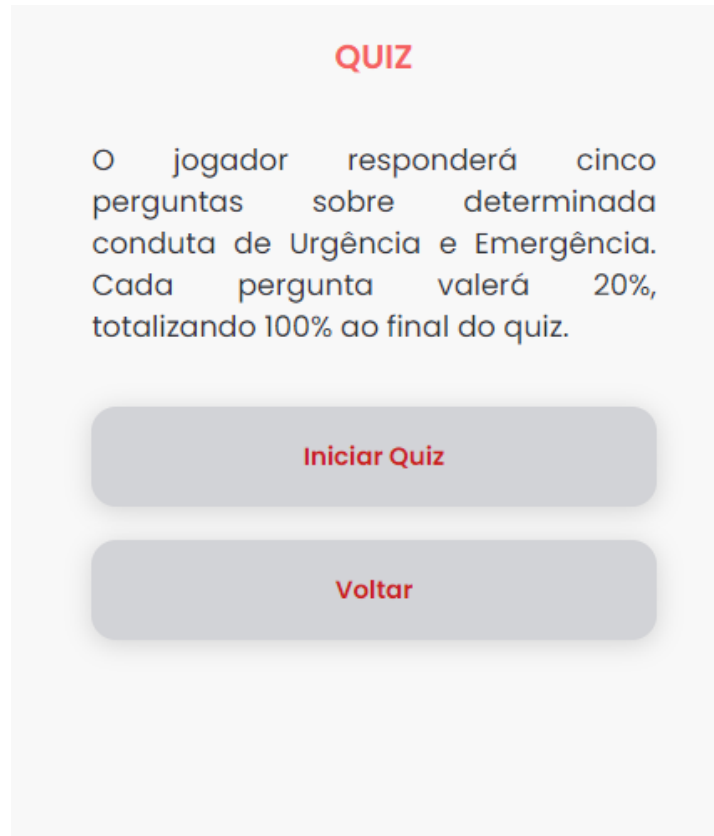 QUIZ
O jogador responderá cinco
perguntas sobre determinada
conduta de Urgência e Emergência.
Cada pergunta valerá 20%,
totalizando 100% ao final do quiz.
Iniciar Quiz
Voltar